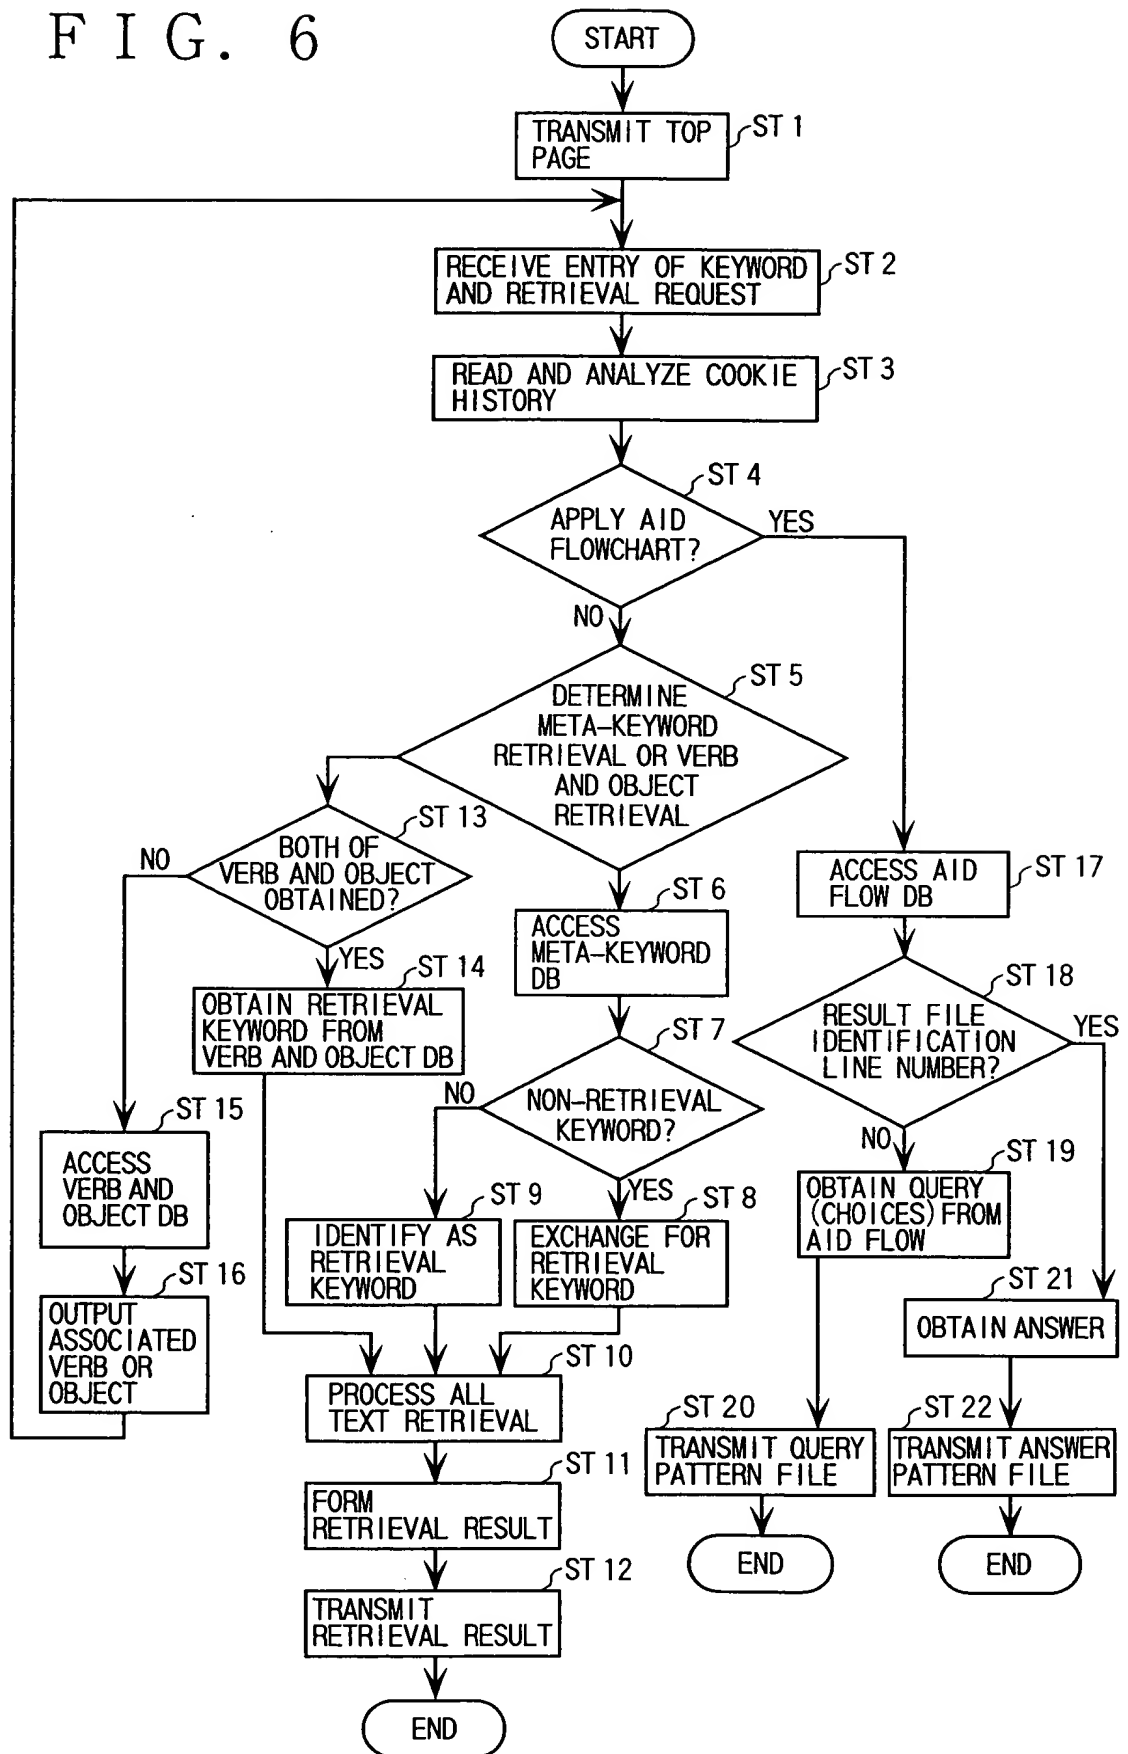 FIG. 6
START
TRANSMIT TOP
PAGE
ST 1
RECEIVE ENTRY OF KEYWORD
AND RETRIEVAL REQUEST
ST 2
READ AND ANALYZE COOKIE
HISTORY
ST 3
ST 4
APPLY AID
FLOWCHART?
YES
NO
ST 5
DETERMINE
META-KEYWORD
RETRIEVAL OR VERB
AND OBJECT
RETRIEVAL
ST 13
BOTH OF
VERB AND OBJECT
OBTAINED?
NO
YES
ST 6
ACCESS
META-KEYWORD
DB
ST 17
ACCESS AID
FLOW DB
ST 14
OBTAIN RETRIEVAL
KEYWORD FROM
VERB AND OBJECT DB
ST 7
NON-RETRIEVAL
KEYWORD?
NO
YES
ST 18
RESULT FILE
IDENTIFICATION
LINE NUMBER?
YES
NO
ST 15
ACCESS
VERB AND
OBJECT DB
ST 9
IDENTIFY AS
RETRIEVAL
KEYWORD
ST 8
EXCHANGE FOR
RETRIEVAL
KEYWORD
ST 19
OBTAIN QUERY
(CHOICES) FROM
AID FLOW
ST 16
OUTPUT
ASSOCIATED
VERB OR
OBJECT
ST 21
OBTAIN ANSWER
ST 10
PROCESS ALL
TEXT RETRIEVAL
ST 20
TRANSMIT QUERY
PATTERN FILE
ST 22
TRANSMIT ANSWER
PATTERN FILE
ST 11
FORM
RETRIEVAL RESULT
END
END
ST 12
TRANSMIT
RETRIEVAL RESULT
END